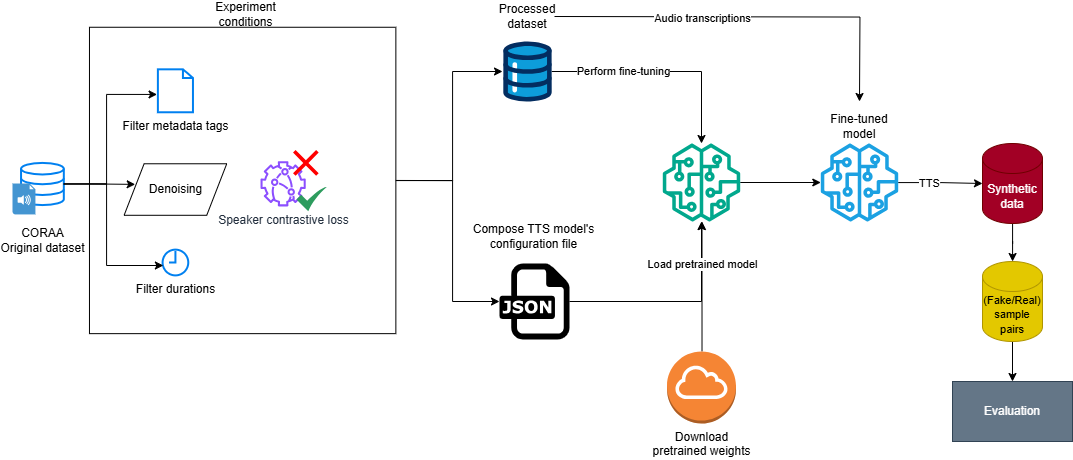 Experiment
conditions
Filter metadata tags
Denoising
Speaker contrastive loss
CORAA
Original dataset
Filter durations
Processed
dataset
Audio transcriptions
Perform fine-tuning
Compose TTS model's
configuration file
JSON
Load pretrained model
Download
pretrained weights
Fine-tuned
model
TTS
Synthetic
data
(Fake/Real)
sample
pairs
Evaluation